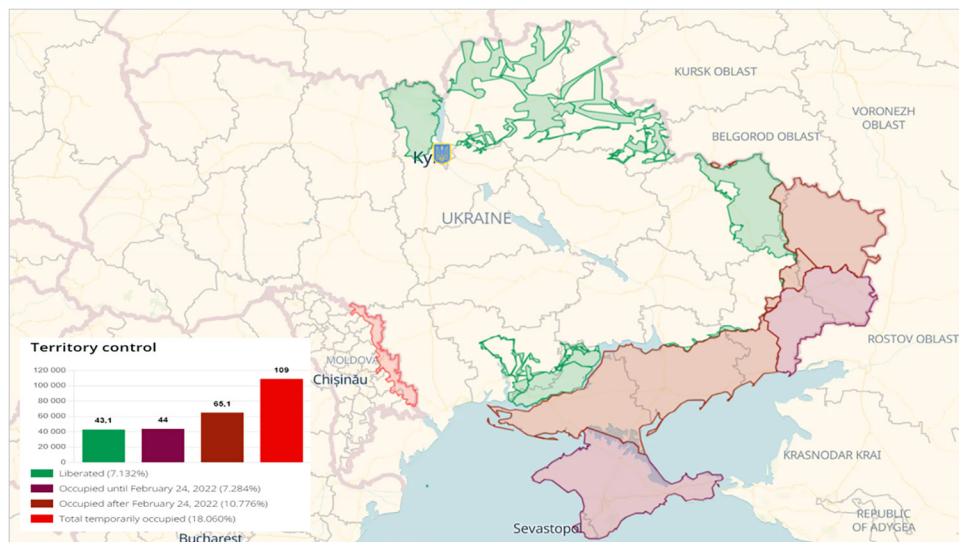 KURSK OBLAST
VORONEZH
OBLAST
BELGOROD OBLAST
Ky
UKRAINE
MOLDOVA
Chișinău
ROSTOV OBLAST
KRASNODAR KRAI
REPUBLIC
OF ADYGEA
Sevastopol
Bucharest
Territory control
120 000
100 000
80 000
60 000
40 000
20 000
0
43,1
44
65,1
109
Liberated (7.132%)
Occupied until February 24, 2022 (7.284%)
Occupied after February 24, 2022 (10.776%)
Total temporarily occupied (18.060%)